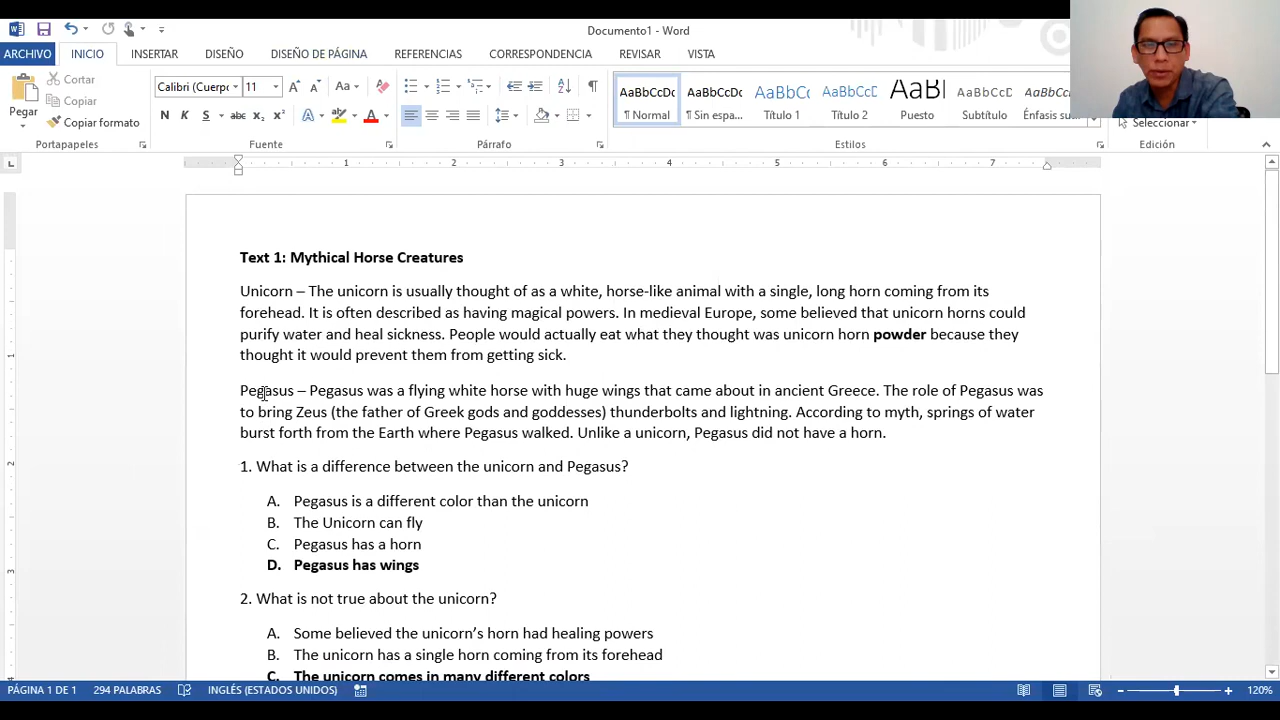 Documento1 - Word
ARCHIVO INICIO INSERTAR DISEÑO DISEÑO DE PÁGINA REFERENCIAS CORRESPONDENCIA REVISAR VISTA
Pegar
Cortar
Copiar
Copiar formato
Portapapeles
Calibri (Cuerpo 11
N K S abc x₂ x²
Fuente
Párrafo
AaBbCcDc AaBbCcDc AaBbCc AaBbCcD AaBl AaBbCcD
¶ Normal ¶ Sin espa... Título 1 Título 2 Puesto Subtítulo Énfasis
Estilos
Seleccionar
Edición
1 2 3 4 5 6 7
Text 1: Mythical Horse Creatures
Unicorn – The unicorn is usually thought of as a white, horse-like animal with a single, long horn coming from its
forehead. It is often described as having magical powers. In medieval Europe, some believed that unicorn horns could
purify water and heal sickness. People would actually eat what they thought was unicorn horn powder because they
thought it would prevent them from getting sick.
Pegasus – Pegasus was a flying white horse with huge wings that came about in ancient Greece. The role of Pegasus was
to bring Zeus (the father of Greek gods and goddesses) thunderbolts and lightning. According to myth, springs of water
burst forth from the Earth where Pegasus walked. Unlike a unicorn, Pegasus did not have a horn.
1. What is a difference between the unicorn and Pegasus?
A. Pegasus is a different color than the unicorn
B. The Unicorn can fly
C. Pegasus has a horn
D. Pegasus has wings
2. What is not true about the unicorn?
A. Some believed the unicorn's horn had healing powers
B. The unicorn has a single horn coming from its forehead
C. The unicorn comes in many different colors
PÁGINA 1 DE 1 294 PALABRAS INGLÉS (ESTADOS UNIDOS) 120%